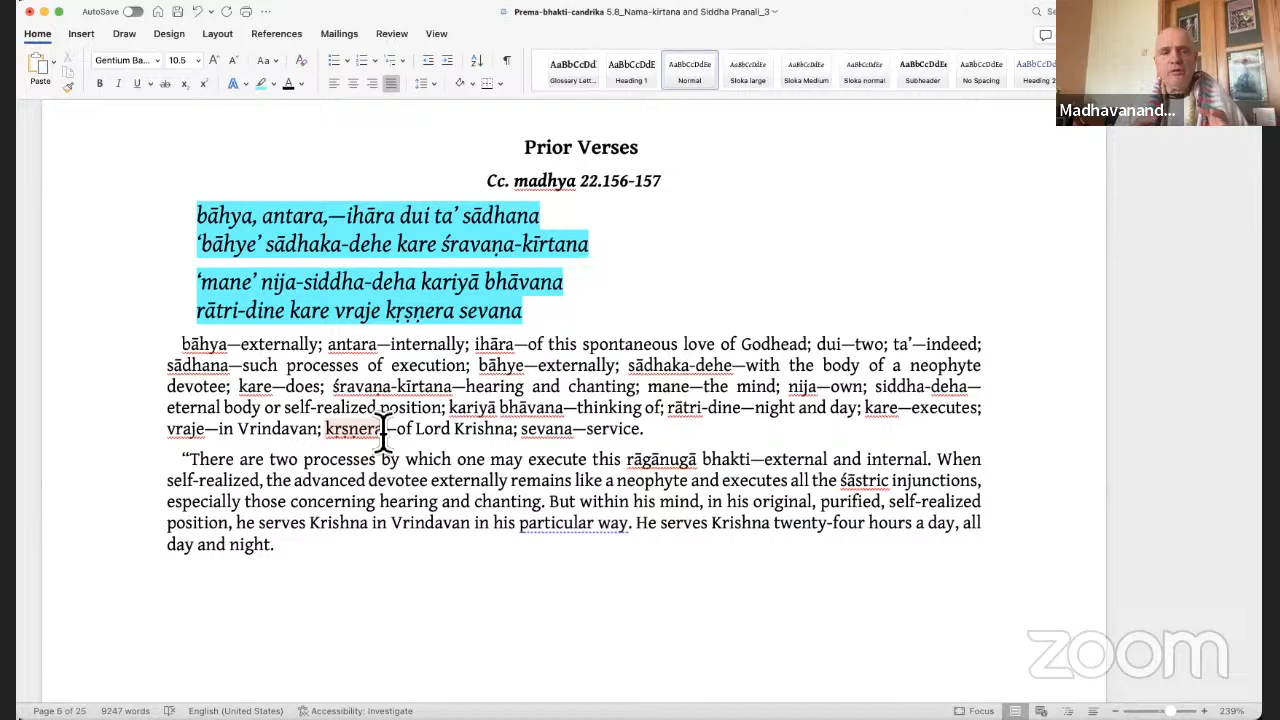 AutoSave
Prema-bhakti-candrika 5.8_Nama-kirtana and Siddha Pranali_3
Home Insert Draw Design Layout References Mailings Review View
Paste
Gentium Ba... 10.5
AaBbCcDd AaBbCcDc AaBbCcDdEe AaBbCcDdEe AaBbCcDdEe AaBbCcDdEe AaBbCcDdEe AaBbCcDdEe
Glossary Lett... Heading 1 Normal Sloka large Sloka Medium Sloka normal Subheader No Spacing Heading 2
Madhavanand...
Prior Verses
Cc. madhya 22.156-157
bāhya, antara,—ihāra dui ta’ sādhana
‘bāhye’ sādhaka-dehe kare śravaṇa-kīrtana
‘mane’ nija-siddha-deha kariyā bhāvana
rātri-dine kare vraje kṛṣṇera sevana
bāhya—externally; antara—internally; ihāra—of this spontaneous love of Godhead; dui—two; ta’—indeed;
sādhana—such processes of execution; bāhye—externally; sādhaka-dehe—with the body of a neophyte
devotee; kare—does; śravaṇa-kīrtana—hearing and chanting; mane—the mind; nija—own; siddha-deha—
eternal body or self-realized position; kariyā bhāvana—thinking of; rātri-dine—night and day; kare—executes;
vraje—in Vrindavan; kṛṣṇera—of Lord Krishna; sevana—service.
“There are two processes by which one may execute this rāgānugā bhakti—external and internal. When
self-realized, the advanced devotee externally remains like a neophyte and executes all the śāstric injunctions,
especially those concerning hearing and chanting. But within his mind, in his original, purified, self-realized
position, he serves Krishna in Vrindavan in his particular way. He serves Krishna twenty-four hours a day, all
day and night.
zoom
Page 6 of 25 9247 words English (United States) Accessibility: Investigate Focus 239%